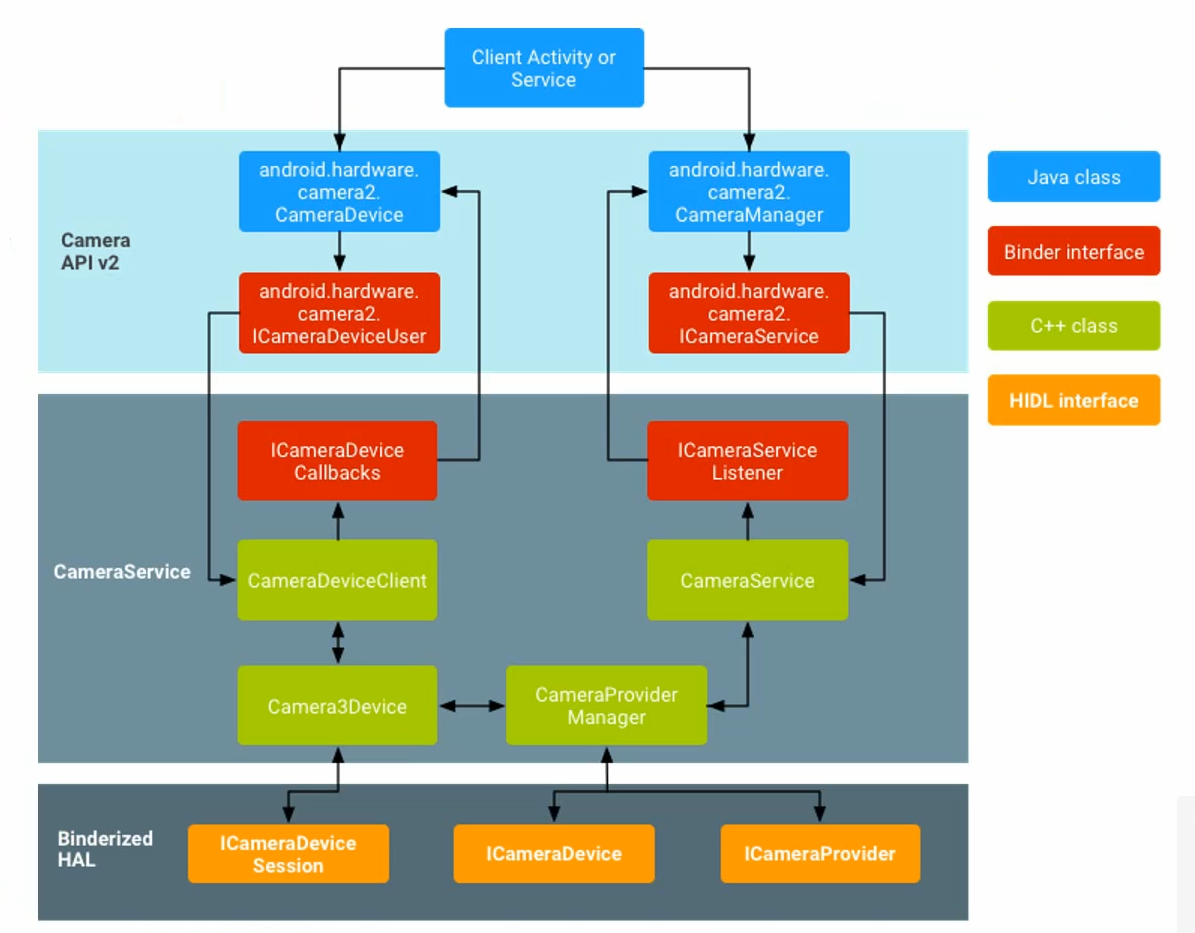 Client Activity or
Service
android.hardware.
camera2.
CameraDevice
android.hardware.
camera2.
CameraManager
Java class
Camera
API v2
Binder interface
android.hardware.
camera2.
ICameraDeviceUser
android.hardware.
camera2.
ICameraService
C++ class
HIDL interface
ICameraDevice
Callbacks
ICameraService
Listener
CameraService
CameraDeviceClient
CameraService
Camera3Device
CameraProvider
Manager
Binderized
HAL
ICameraDevice
Session
ICameraDevice
ICameraProvider